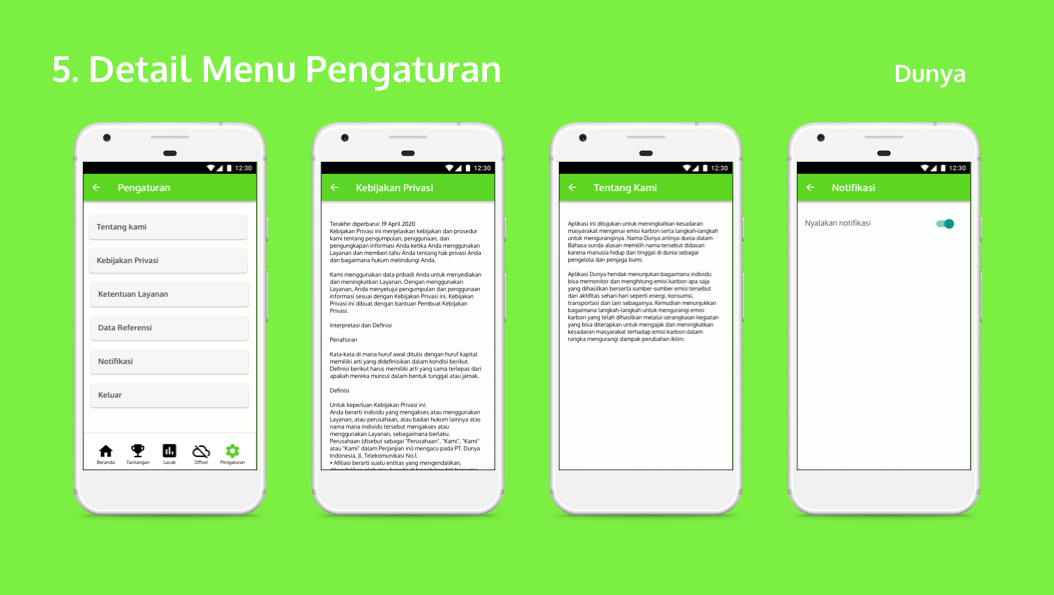 5. Detail Menu Pengaturan
Dunya
12:30
Pengaturan
Tentang kami
Kebijakan Privasi
Ketentuan Layanan
Data Referensi
Notifikasi
Keluar
Beranda
Tantangan
Lacak
Offset
Pengaturan
12:30
Kebijakan Privasi
Terakhir diperbarui: 19 April 2020
Kebijakan Privasi ini menjelaskan kebijakan dan prosedur
kami tentang pengumpulan, penggunaan, dan
pengungkapan informasi Anda ketika Anda menggunakan
Layanan dan memberi tahu Anda tentang hak privasi Anda
dan bagaimana hukum melindungi Anda.
Kami menggunakan data pribadi Anda untuk menyediakan
dan meningkatkan Layanan. Dengan menggunakan
Layanan, Anda menyetujui pengumpulan dan penggunaan
informasi sesuai dengan Kebijakan Privasi ini. Kebijakan
Privasi ini dibuat dengan bantuan Pembuat Kebijakan
Privasi.
Interpretasi dan Definisi
Penafsiran
Kata-kata di mana huruf awal ditulis dengan huruf kapital
memiliki arti yang didefinisikan dalam kondisi berikut.
Definisi berikut harus memiliki arti yang sama terlepas dari
apakah mereka muncul dalam bentuk tunggal atau jamak.
Definisi
Untuk keperluan Kebijakan Privasi ini:
Anda berarti individu yang mengakses atau menggunakan
Layanan, atau perusahaan, atau badan hukum lainnya atas
nama mana individu tersebut mengakses atau
menggunakan Layanan, sebagaimana berlaku.
Perusahaan (disebut sebagai "Perusahaan", "Kami", "Kami"
atau "Kami" dalam Perjanjian ini) mengacu pada PT. Dunya
Indonesia, Jl. Telekomunikasi No.1.
• Afiliasi berarti suatu entitas yang mengendalikan,
12:30
Tentang Kami
Aplikasi ini ditujukan untuk meningkatkan kesadaran
masyarakat mengenai emisi karbon serta langkah-langkah
untuk menguranginya. Nama Dunya artinya dunia dalam
Bahasa sunda alasan memilih nama tersebut didasari
karena manusia hidup dan tinggal di dunia sebagai
pengelola dan penjaga bumi.
Aplikasi Dunya hendak menunjukan bagaimana individu
bisa memonitor dan menghitung emisi karbon apa saja
yang dihasilkan berserta sumber-sumber emisi tersebut
dari aktifitas sehari-hari seperti energi, konsumsi,
transportasi dan lain sebagainya. Kemudian menunjukkan
bagaimana langkah-langkah untuk mengurangi emisi
karbon yang telah dihasilkan melalui serangkaian kegiatan
yang bisa diterapkan untuk mengajak dan meningkatkan
kesadaran masyarakat terhadap emisi karbon dalam
rangka mengurangi dampak perubahan iklim.
12:30
Notifikasi
Nyalakan notifikasi